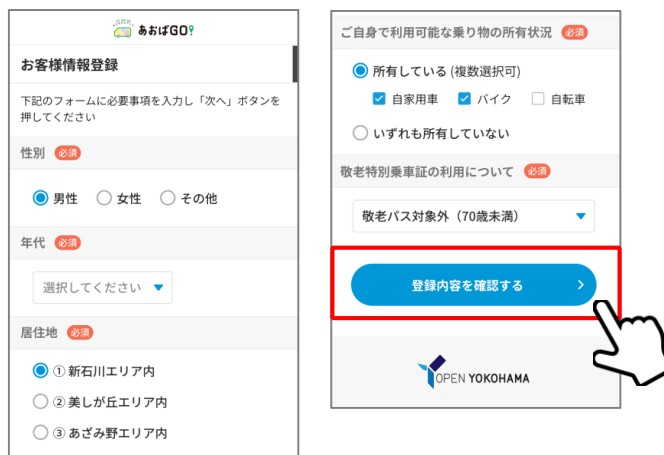 あおばGO!
お客様情報登録
下記のフォームに必要事項を入力し「次へ」ボタンを
押してください
性別 必須
男性 女性 その他
年代 必須
選択してください
居住地 必須
① 新石川エリア内
② 美しが丘エリア内
③ あざみ野エリア内
ご自身で利用可能な乗り物の所有状況 必須
所有している (複数選択可)
自家用車 バイク 自転車
いずれも所有していない
敬老特別乗車証の利用について 必須
敬老パス対象外（70歳未満）
登録内容を確認する
OPEN YOKOHAMA